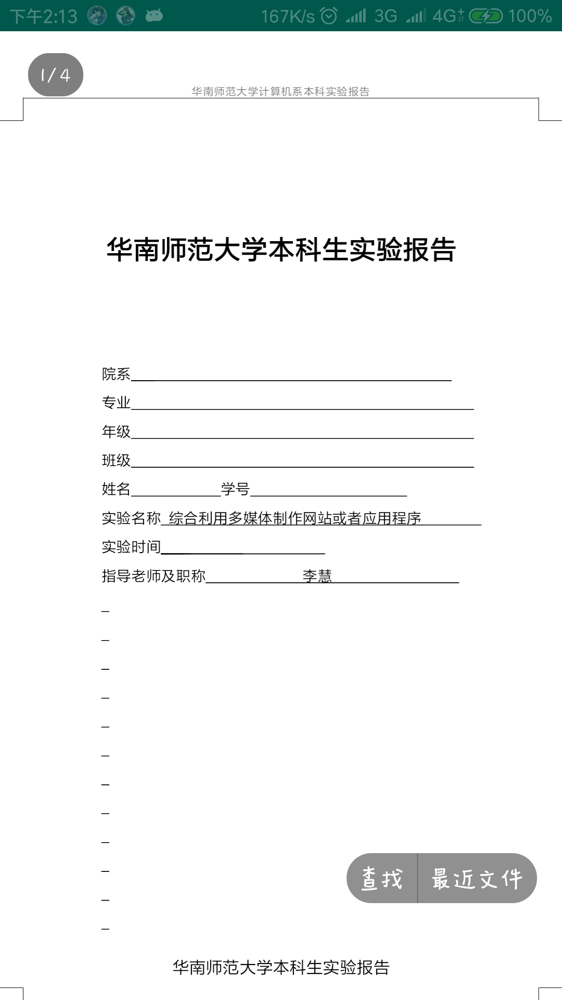 下午2:13 167K/s 3G 4G+ 100%
1/4
华南师范大学计算机系本科实验报告
华南师范大学本科生实验报告
院系
专业
年级
班级
姓名 学号
实验名称 综合利用多媒体制作网站或者应用程序
实验时间
指导老师及职称 李慧
查找 最近文件
华南师范大学本科生实验报告